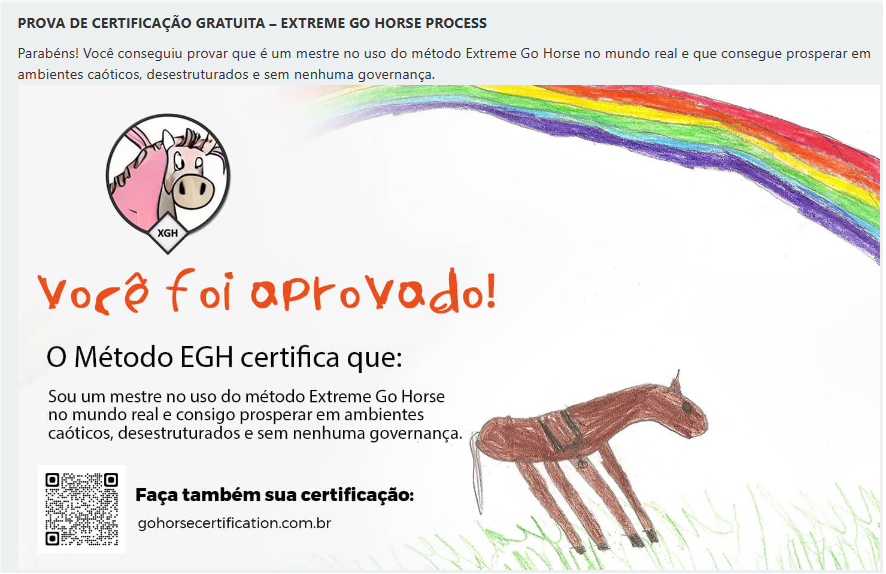 PROVA DE CERTIFICAÇÃO GRATUITA – EXTREME GO HORSE PROCESS
Parabéns! Você conseguiu provar que é um mestre no uso do método Extreme Go Horse no mundo real e que consegue prosperar em
ambientes caóticos, desestruturados e sem nenhuma governança.
XGH
você foi aprovado!
O Método EGH certifica que:
Sou um mestre no uso do método Extreme Go Horse
no mundo real e consigo prosperar em ambientes
caóticos, desestruturados e sem nenhuma governança.
Faça também sua certificação:
gohorsecertification.com.br